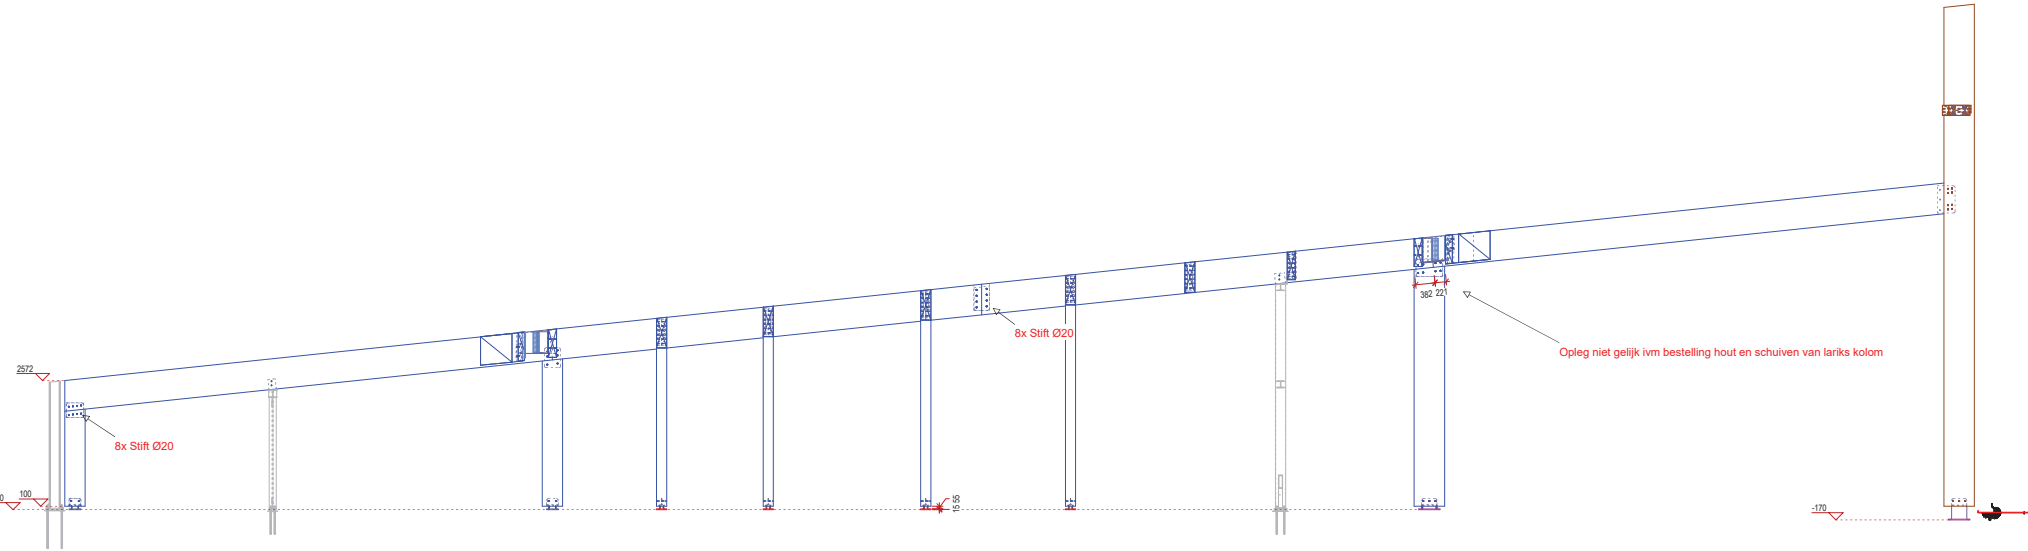 382 221
8x Stift Ø20
Opleg niet gelijk ivm bestelling hout en schuiven van lariks kolom
2572
8x Stift Ø20
0
100
15 55
-170